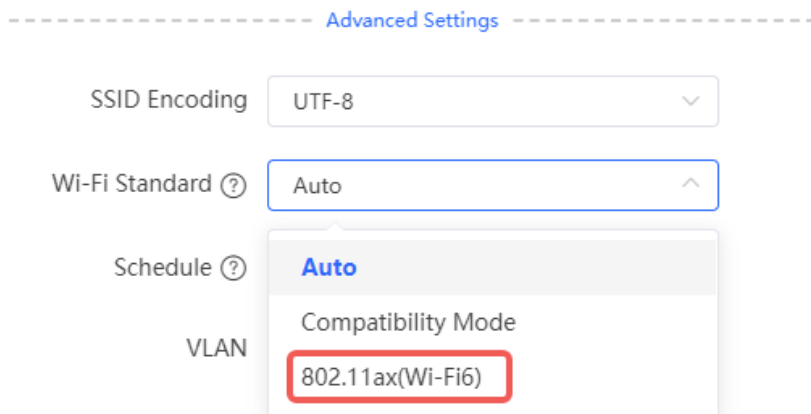 Advanced Settings
SSID Encoding UTF-8
Wi-Fi Standard ? Auto
Schedule ? Auto
Compatibility Mode
VLAN
802.11ax(Wi-Fi6)